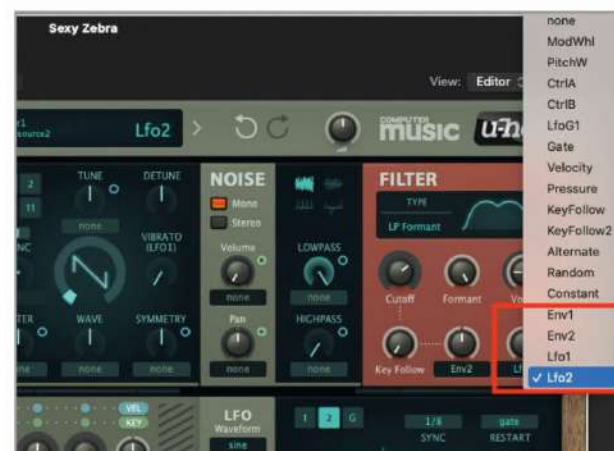 Sexy Zebra
View: Editor
source2
Lfo2
COMPUTER
music
u-he
none
ModWhl
PitchW
CtrlA
CtrlB
LfoG1
Gate
Velocity
Pressure
KeyFollow
KeyFollow2
Alternate
Random
Constant
Env1
Env2
Lfo1
✓ Lfo2
2
11
TUNE
DETUNE
none
VIBRATO
(LFO1)
WAVE
SYMMETRY
none
none
NOISE
Mono
Stereo
Volume
LOWPASS
none
none
Pan
HIGHPASS
none
none
FILTER
TYPE
LP Formant
Cutoff
Formant
Key Follow
Env2
VEL
KEY
LFO
Waveform
sine
1 2 G
1/8
SYNC
gate
RESTART